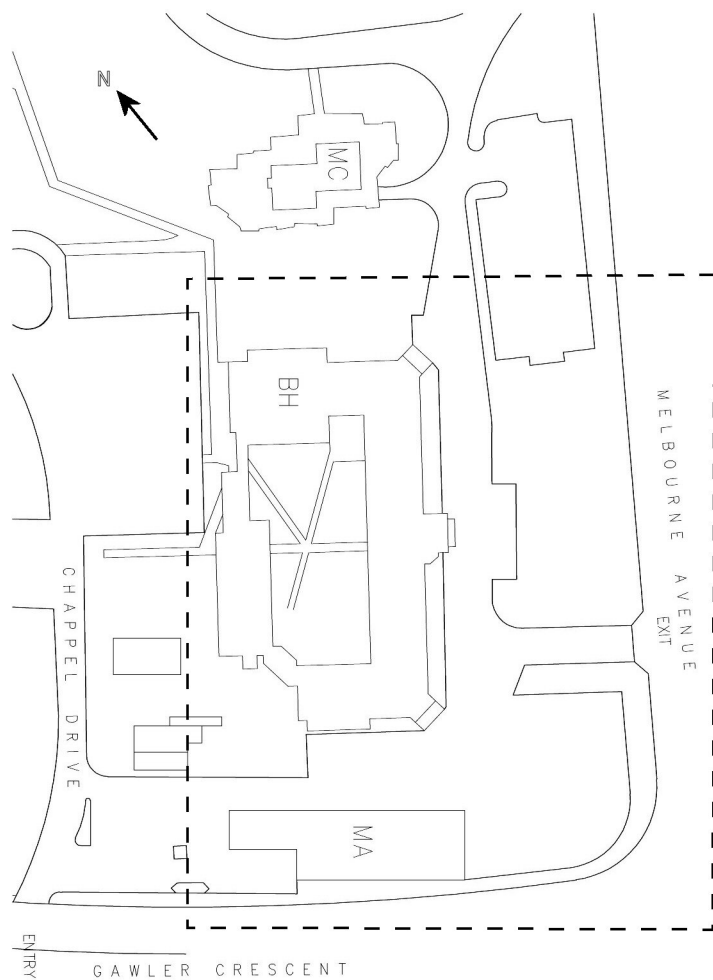 N
MC
BH
MELBOURNE AVENUE
EXIT
CHAPPEL DRIVE
MA
ENTRY
GAWLER CRESCENT